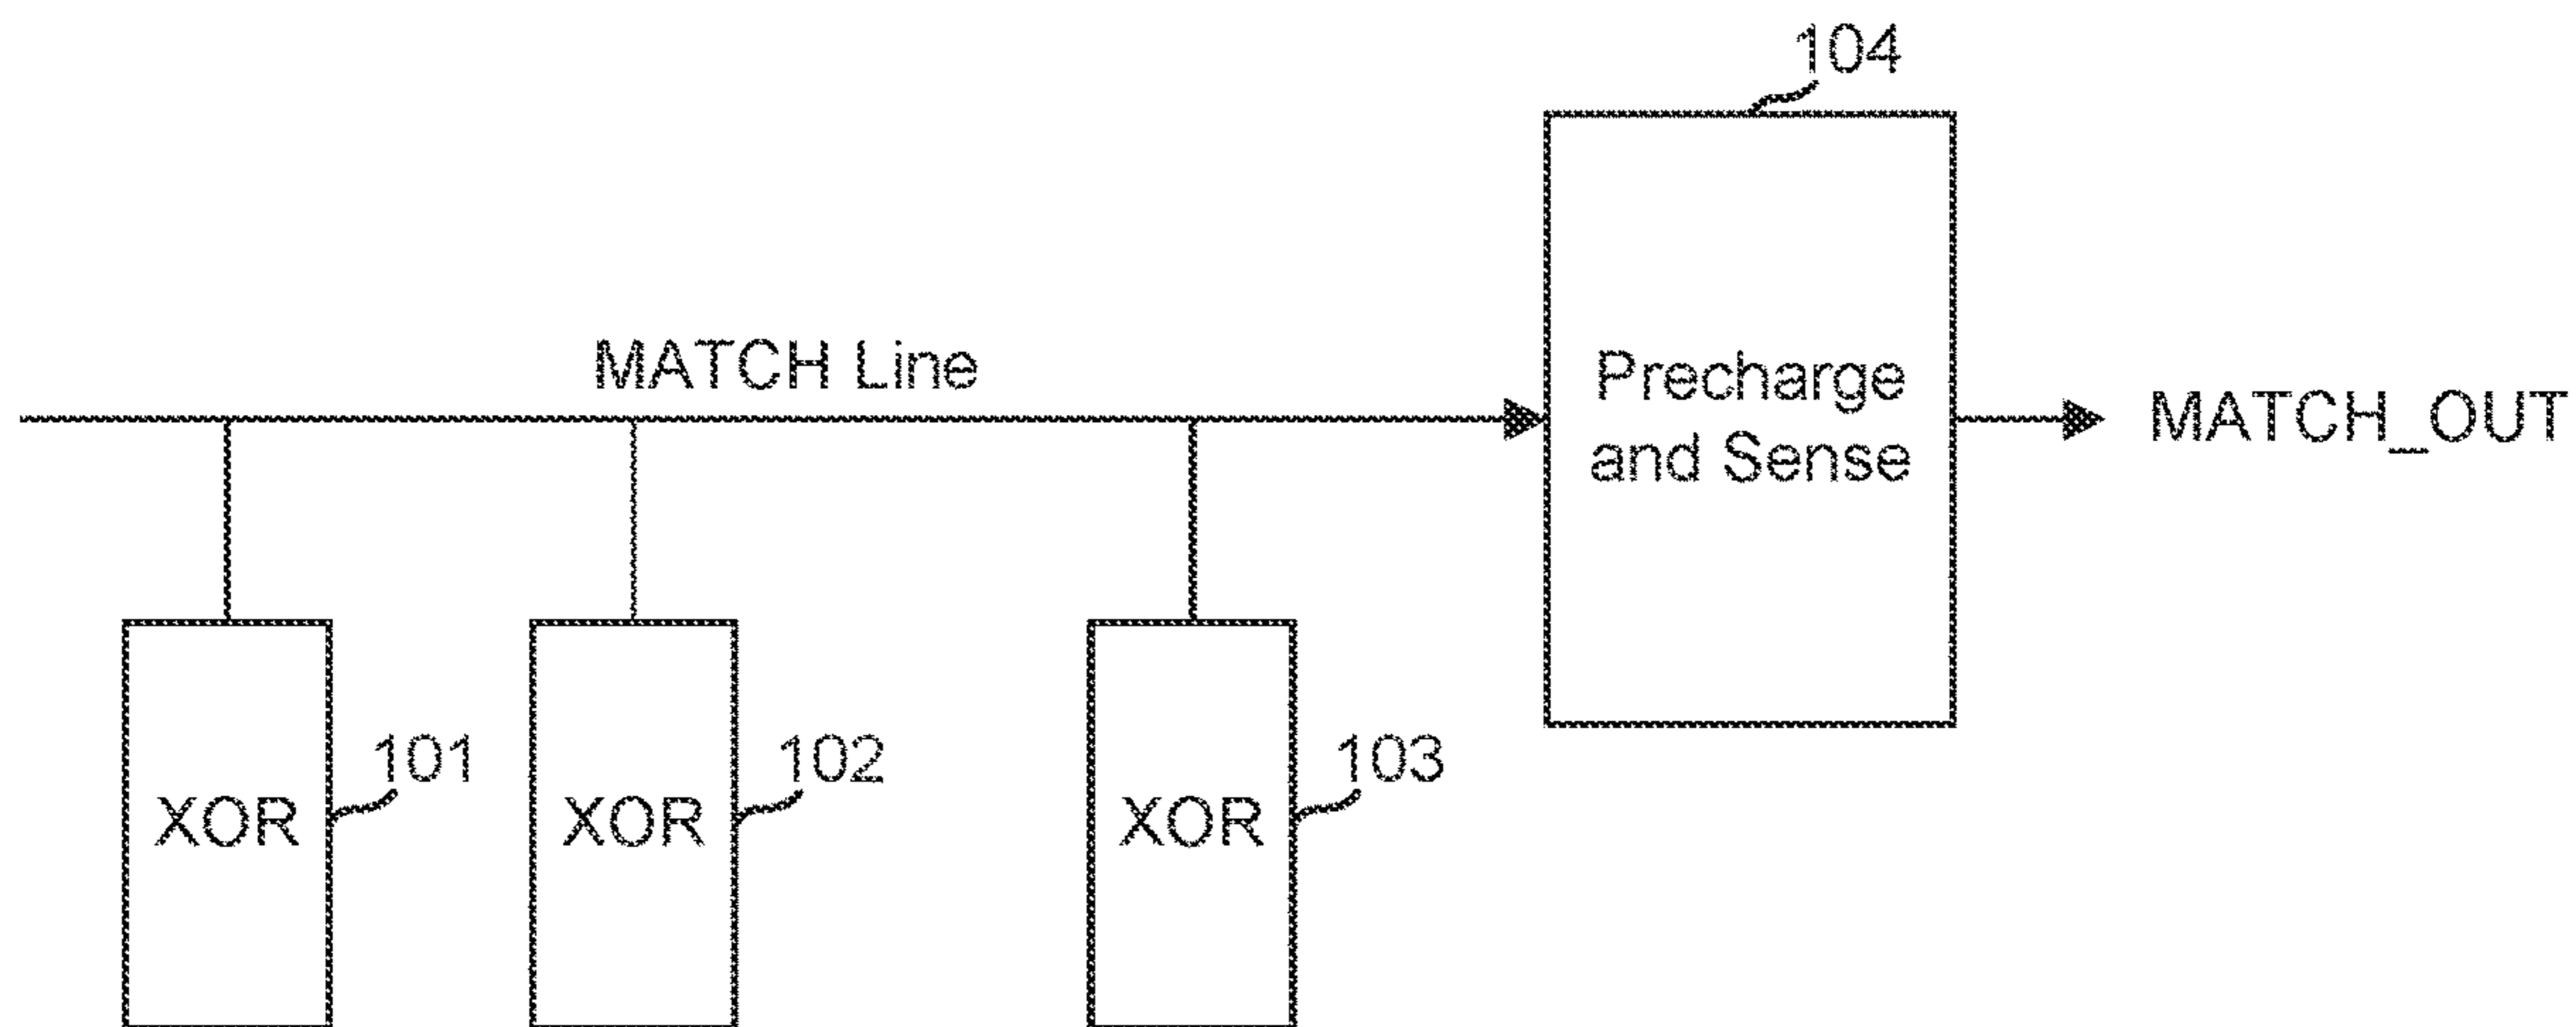 104
MATCH Line
Precharge
and Sense
MATCH_OUT
101
102
103
XOR
XOR
XOR